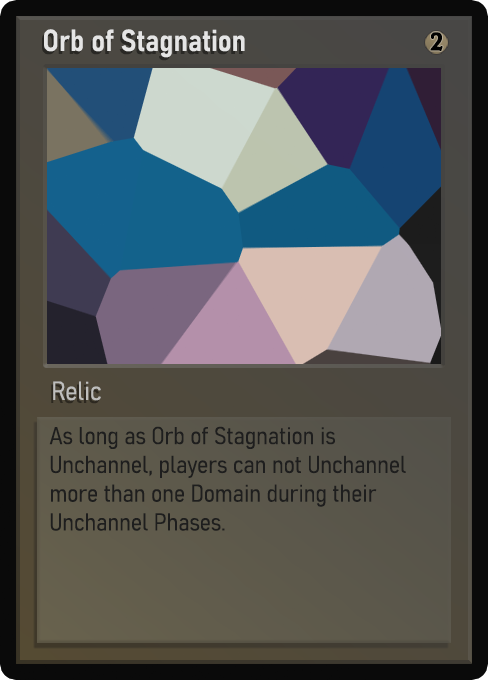 Orb of Stagnation 2
Relic
As long as Orb of Stagnation is
Unchannel, players can not Unchannel
more than one Domain during their
Unchannel Phases.